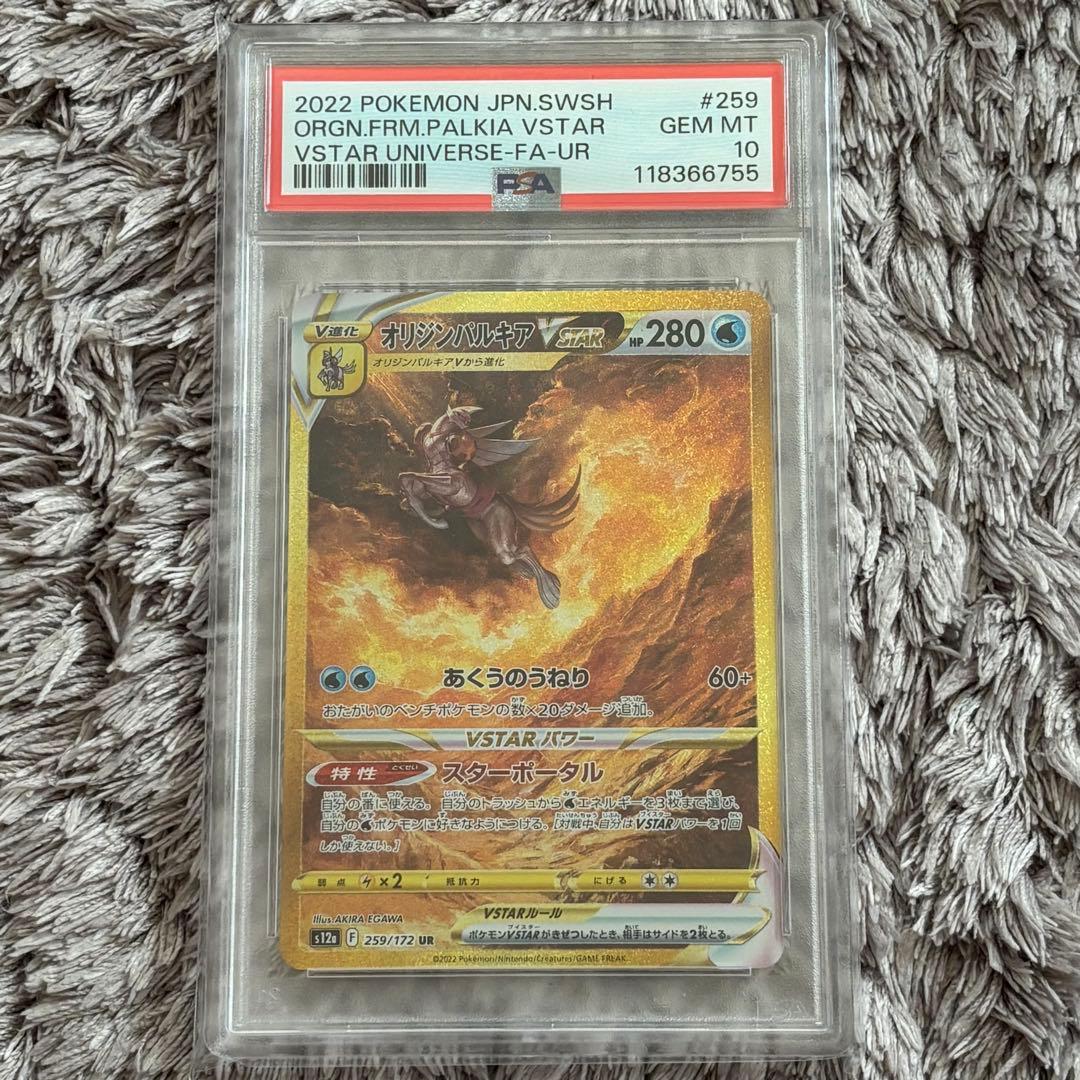 2022 POKEMON JPN.SWSH #259
ORGN.FRM.PALKIA VSTAR GEM MT
VSTAR UNIVERSE-FA-UR 10
118366755
PSA
V進化 オリジンパルキア VSTAR HP 280
オリジンパルキアVから進化
あくうのうねり 60+
おたがいのベンチポケモンの数×20ダメージ追加。
VSTARパワー
特性 とくせい スターポータル
自分の番に使える。自分のトラッシュからエネルギーを3枚まで選び、
自分のポケモンに好きなようにつける。[対戦中、自分はVSTARパワーを1回
しか使えない。]
弱点 ×2 抵抗力 にげる
Illus.AKIRA EGAWA
VSTARルール
s12a F 259/172 UR
ポケモンVSTARがきぜつしたとき、相手はサイドを2枚とる。
©2022 Pokémon/Nintendo/Creatures/GAME FREAK.